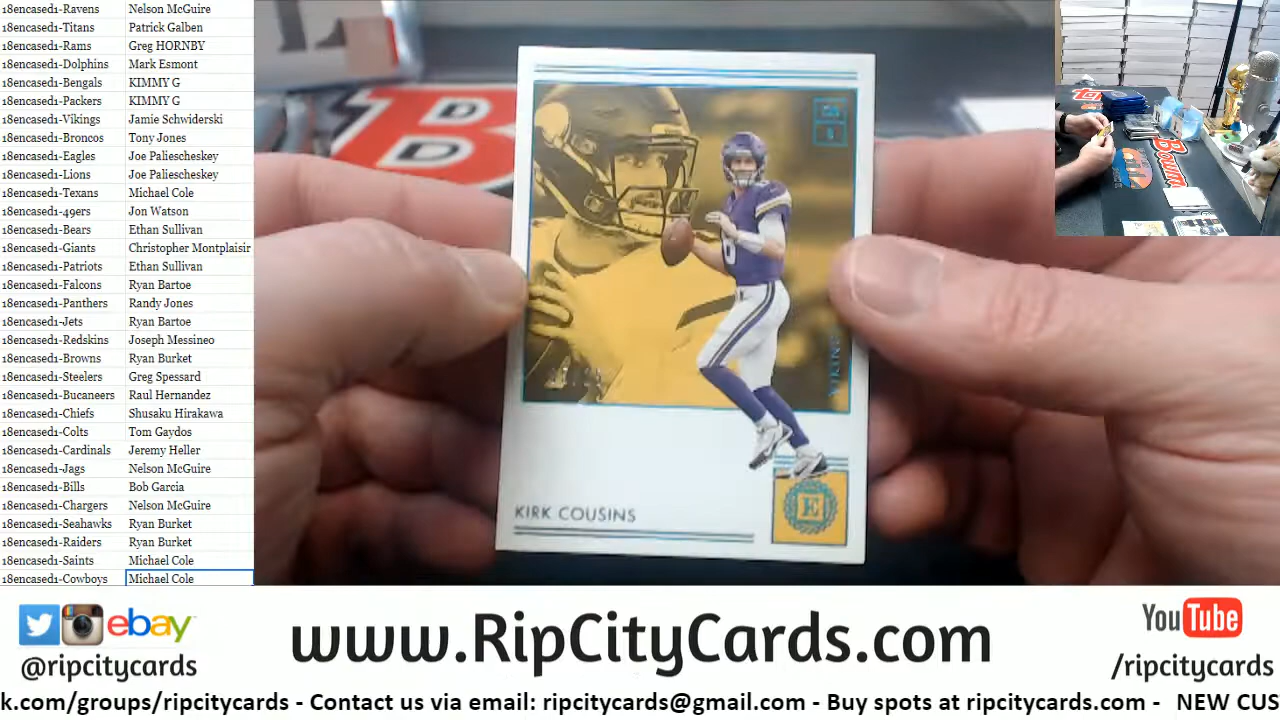 18encased1-Ravens Nelson McGuire
18encased1-Titans Patrick Galben
18encased1-Rams Greg HORNBY
18encased1-Dolphins Mark Esmont
18encased1-Bengals KIMMY G
18encased1-Packers KIMMY G
18encased1-Vikings Jamie Schwiderski
18encased1-Broncos Tony Jones
18encased1-Eagles Joe Paliescheskey
18encased1-Lions Joe Paliescheskey
18encased1-Texans Michael Cole
18encased1-49ers Jon Watson
18encased1-Bears Ethan Sullivan
18encased1-Giants Christopher Montplaisir
18encased1-Patriots Ethan Sullivan
18encased1-Falcons Ryan Bartoe
18encased1-Panthers Randy Jones
18encased1-Jets Ryan Bartoe
18encased1-Redskins Joseph Messineo
18encased1-Browns Ryan Burket
18encased1-Steelers Greg Spessard
18encased1-Bucaneers Raul Hernandez
18encased1-Chiefs Shusaku Hirakawa
18encased1-Colts Tom Gaydos
18encased1-Cardinals Jeremy Heller
18encased1-Jags Nelson McGuire
18encased1-Bills Bob Garcia
18encased1-Chargers Nelson McGuire
18encased1-Seahawks Ryan Burket
18encased1-Raiders Ryan Burket
18encased1-Saints Michael Cole
18encased1-Cowboys Michael Cole
D
B
D
VIKINGS
KIRK COUSINS
E
ebay
@ripcitycards
www.RipCityCards.com
YouTube
/ripcitycards
k.com/groups/ripcitycards - Contact us via email: ripcitycards@gmail.com - Buy spots at ripcitycards.com - NEW CUS